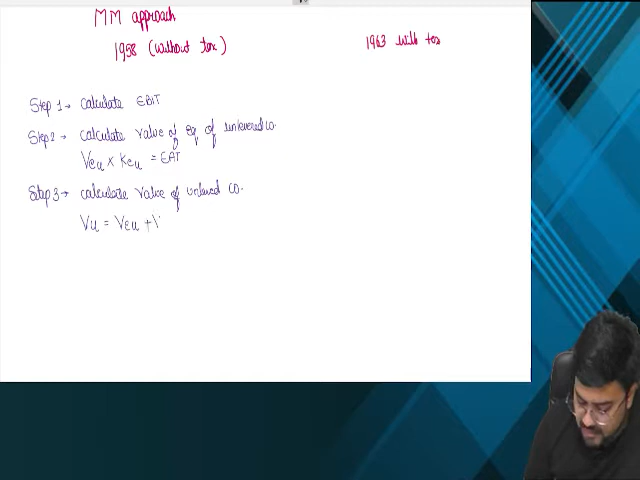 MM approach
1958 (without tax)
1963 with tax
Step 1 → Calculate EBIT
Step 2 → Calculate value of eq of unlevered co.
Veu × Keu = EAT
Step 3 → Calculate value of unlevered co.
Vu = Veu + V